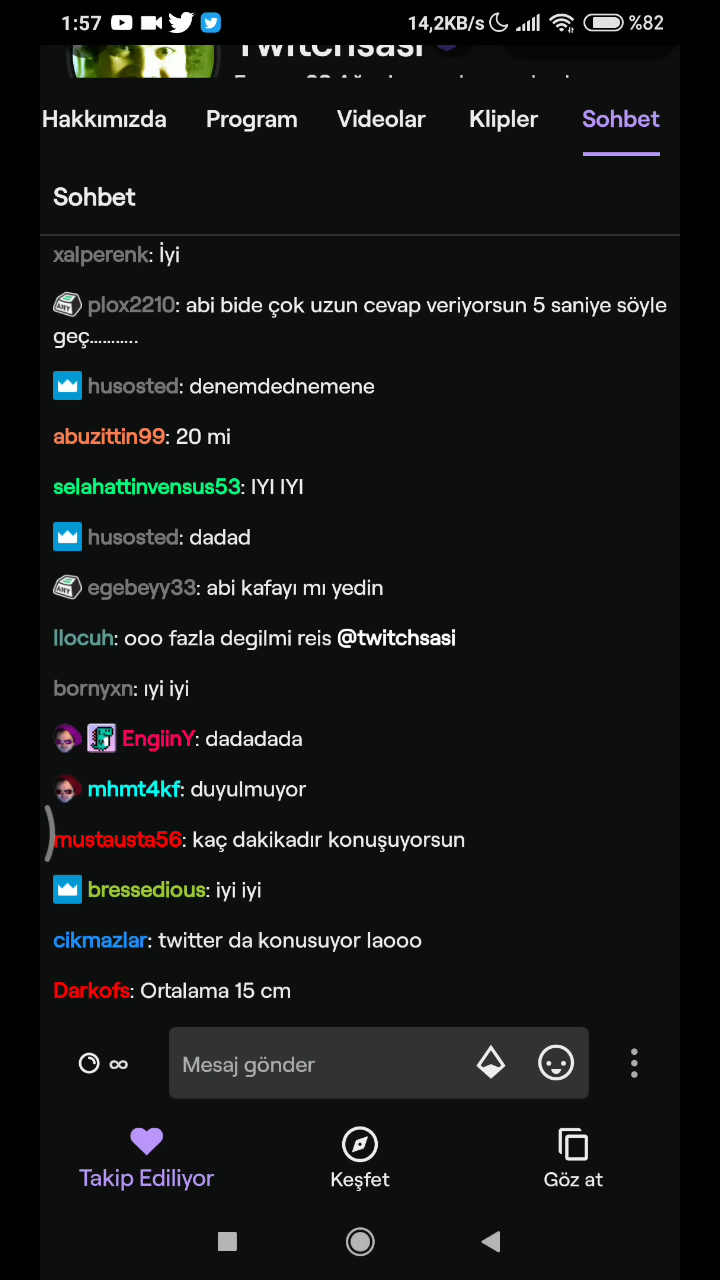 1:57 14,2KB/s %82
Twitchsasi
Hakkımızda Program Videolar Klipler Sohbet
Sohbet
xalperenk: İyi
plox2210: abi bide çok uzun cevap veriyorsun 5 saniye söyle
geç...........
husosted: denemdednemene
abuzittin99: 20 mi
selahattinvensus53: IYI IYI
husosted: dadad
egebeyy33: abi kafayı mı yedin
llocuh: ooo fazla degilmi reis @twitchsasi
bornyxn: ıyi iyi
EngiinY: dadadada
mhmt4kf: duyulmuyor
mustausta56: kaç dakikadır konuşuyorsun
bressedious: iyi iyi
cikmazlar: twitter da konusuyor laooo
Darkofs: Ortalama 15 cm
Mesaj gönder
Takip Ediliyor Keşfet Göz at